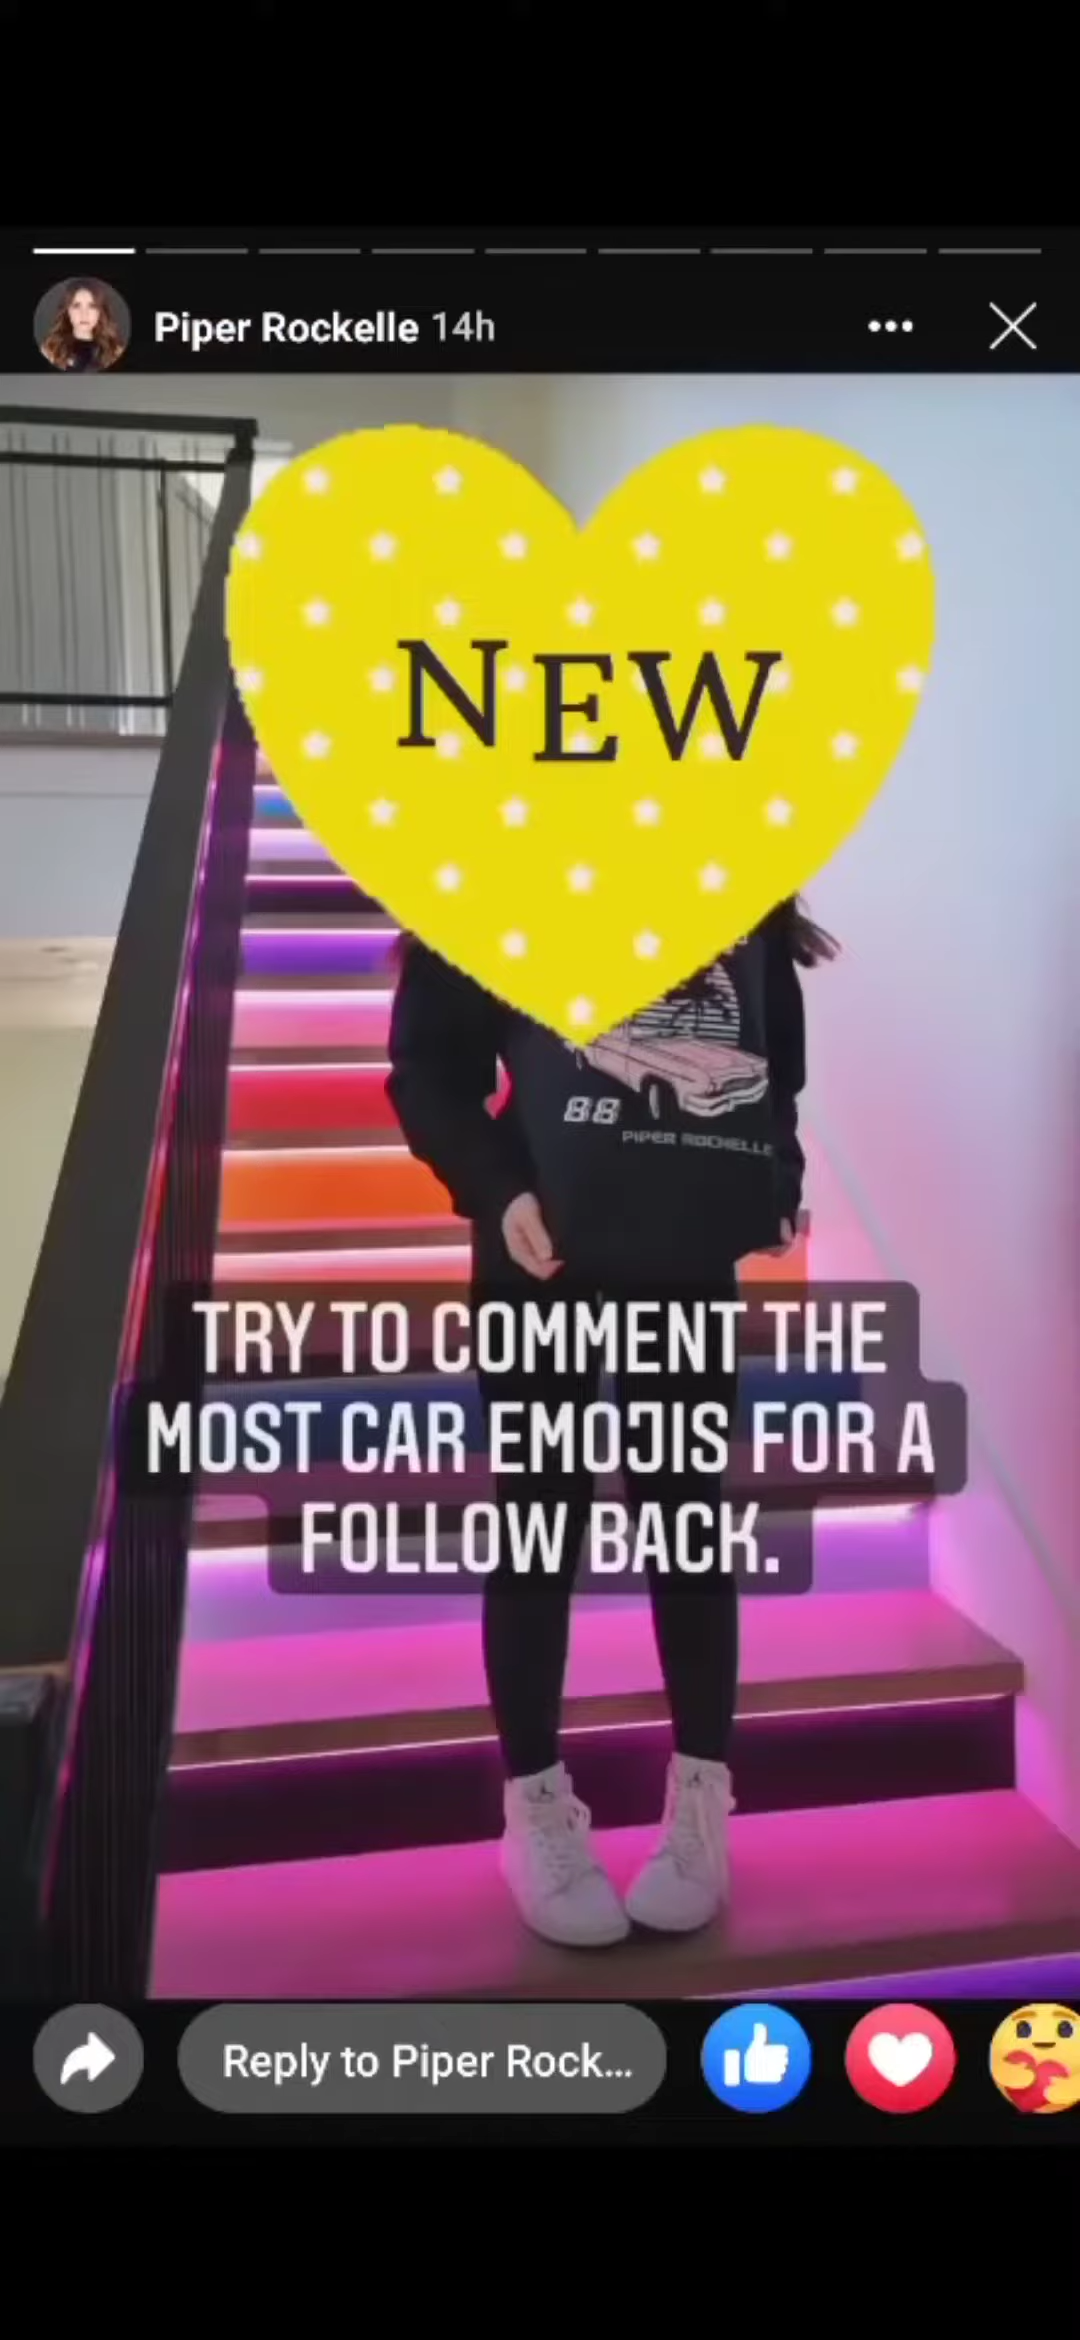 Piper Rockelle 14h
NEW
88
PIPER ROCKELLE
TRY TO COMMENT THE
MOST CAR EMOJIS FOR A
FOLLOW BACK.
Reply to Piper Rock...